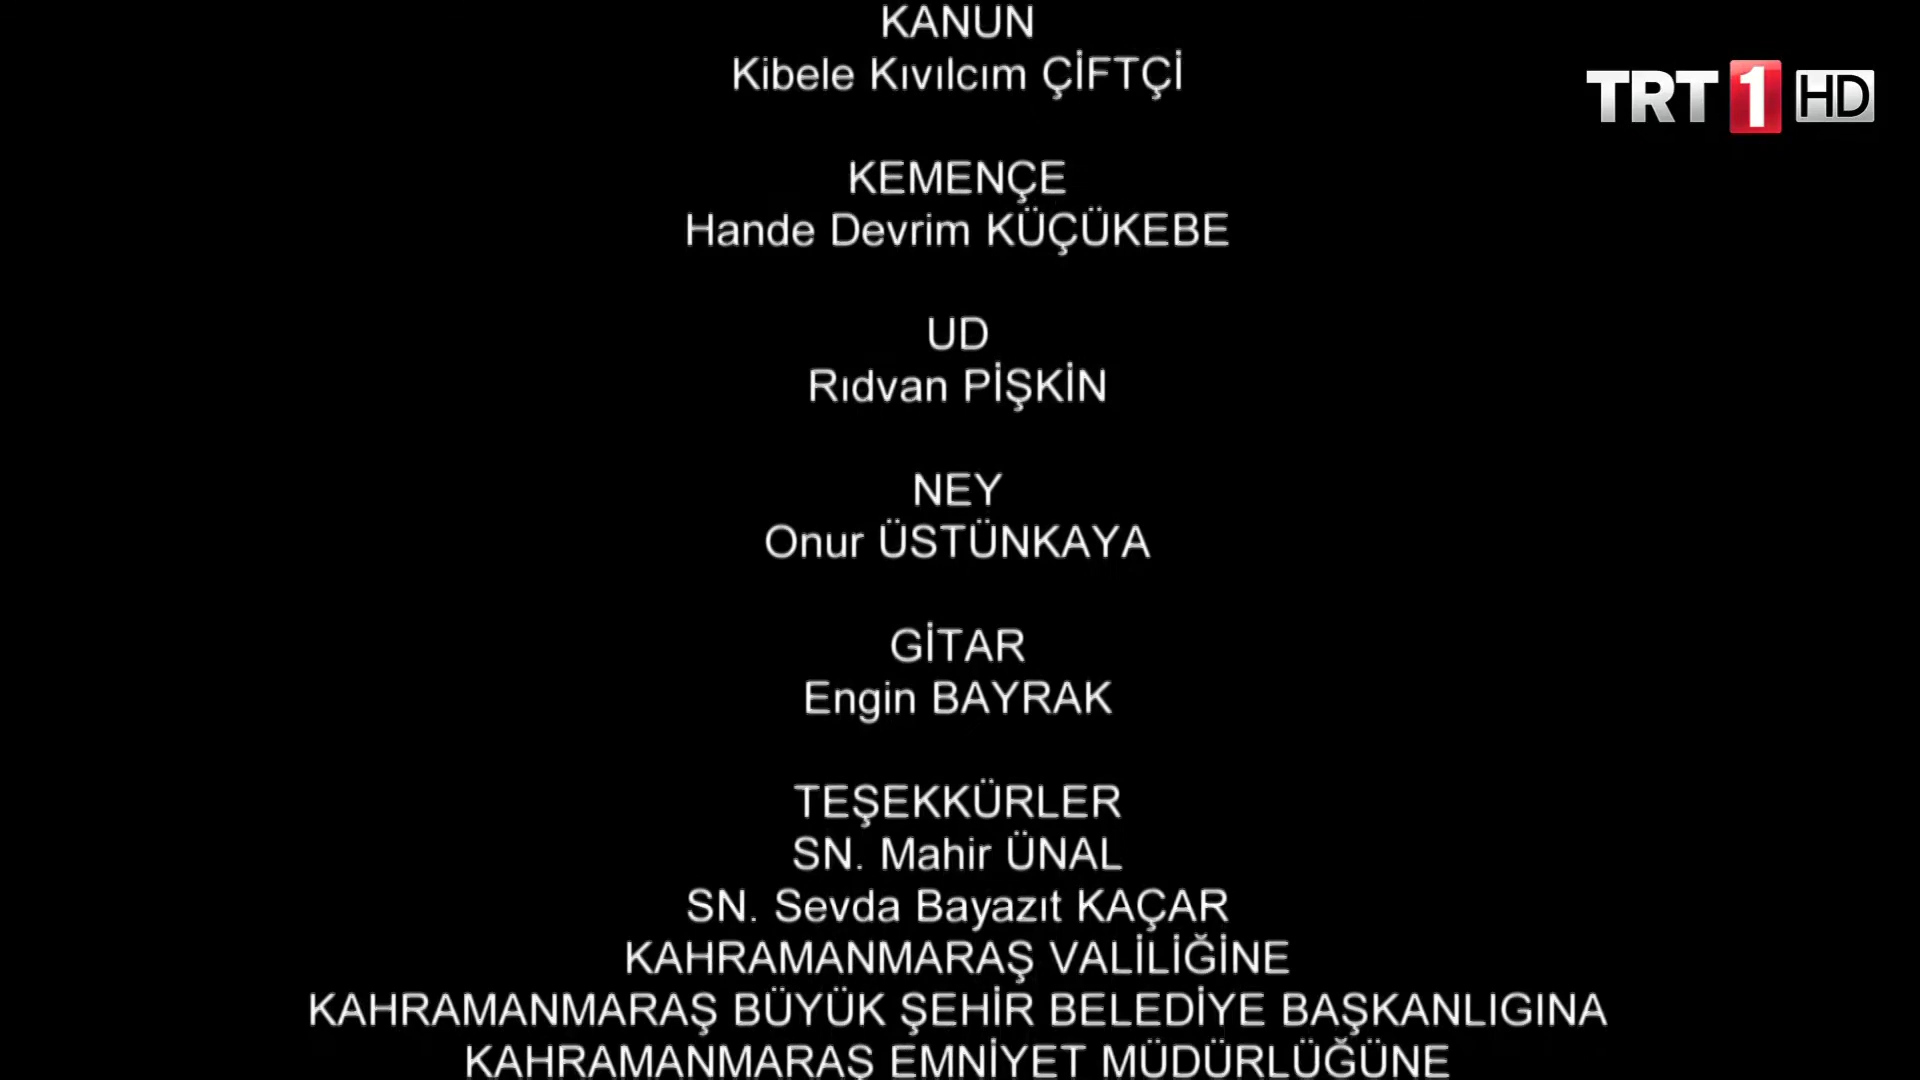 KANUN
Kibele Kıvılcım ÇİFTÇİ
TRT 1 HD
KEMENÇE
Hande Devrim KÜÇÜKEBE
UD
Rıdvan PİŞKİN
NEY
Onur ÜSTÜNKAYA
GİTAR
Engin BAYRAK
TEŞEKKÜRLER
SN. Mahir ÜNAL
SN. Sevda Bayazıt KAÇAR
KAHRAMANMARAŞ VALİLİĞİNE
KAHRAMANMARAŞ BÜYÜK ŞEHİR BELEDİYE BAŞKANLIGINA
KAHRAMANMARAŞ EMNİYET MÜDÜRLÜĞÜNE